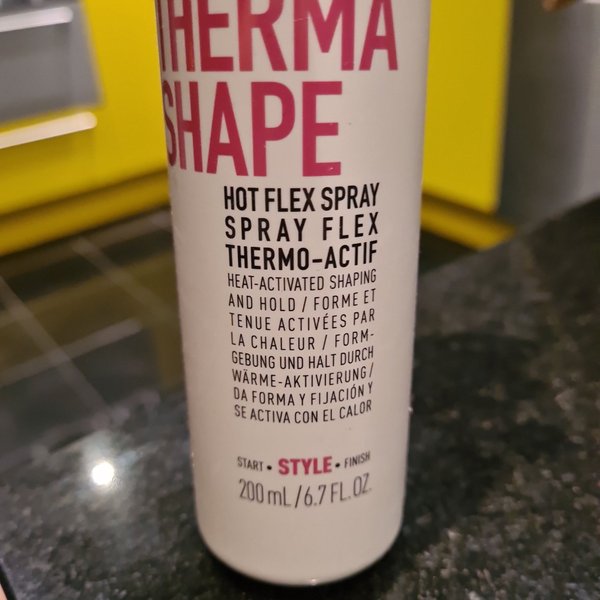 THERMA
SHAPE
HOT FLEX SPRAY
SPRAY FLEX
THERMO-ACTIF
HEAT-ACTIVATED SHAPING
AND HOLD / FORME ET
TENUE ACTIVÉES PAR
LA CHALEUR / FORM-
GEBUNG UND HALT DURCH
WÄRME-AKTIVIERUNG /
DA FORMA Y FIJACIÓN Y
SE ACTIVA CON EL CALOR
START • STYLE • FINISH
200 mL / 6.7 FL. OZ.